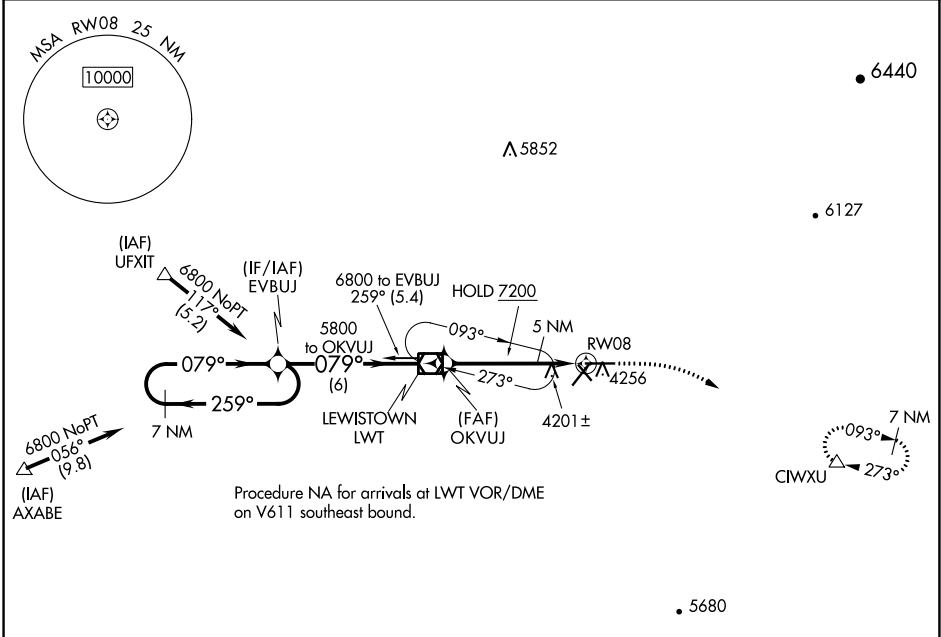 MSA RW08 25 NM
10000
6440
5852
6127
(IAF)
UFXIT
6800 NoPT
117°
(5.2)
(IF/IAF)
EVBUJ
6800 to EVBUJ
259° (5.4)
HOLD 7200
5800
to OKVUJ
079°
(6)
093°
273°
5 NM
RW08
4256
4201±
079°
259°
7 NM
LEWISTOWN
LWT
(FAF)
OKVUJ
6800 NoPT
056°
(9.8)
(IAF)
AXABE
7 NM
093°
273°
CIWXU
Procedure NA for arrivals at LWT VOR/DME
on V611 southeast bound.
5680